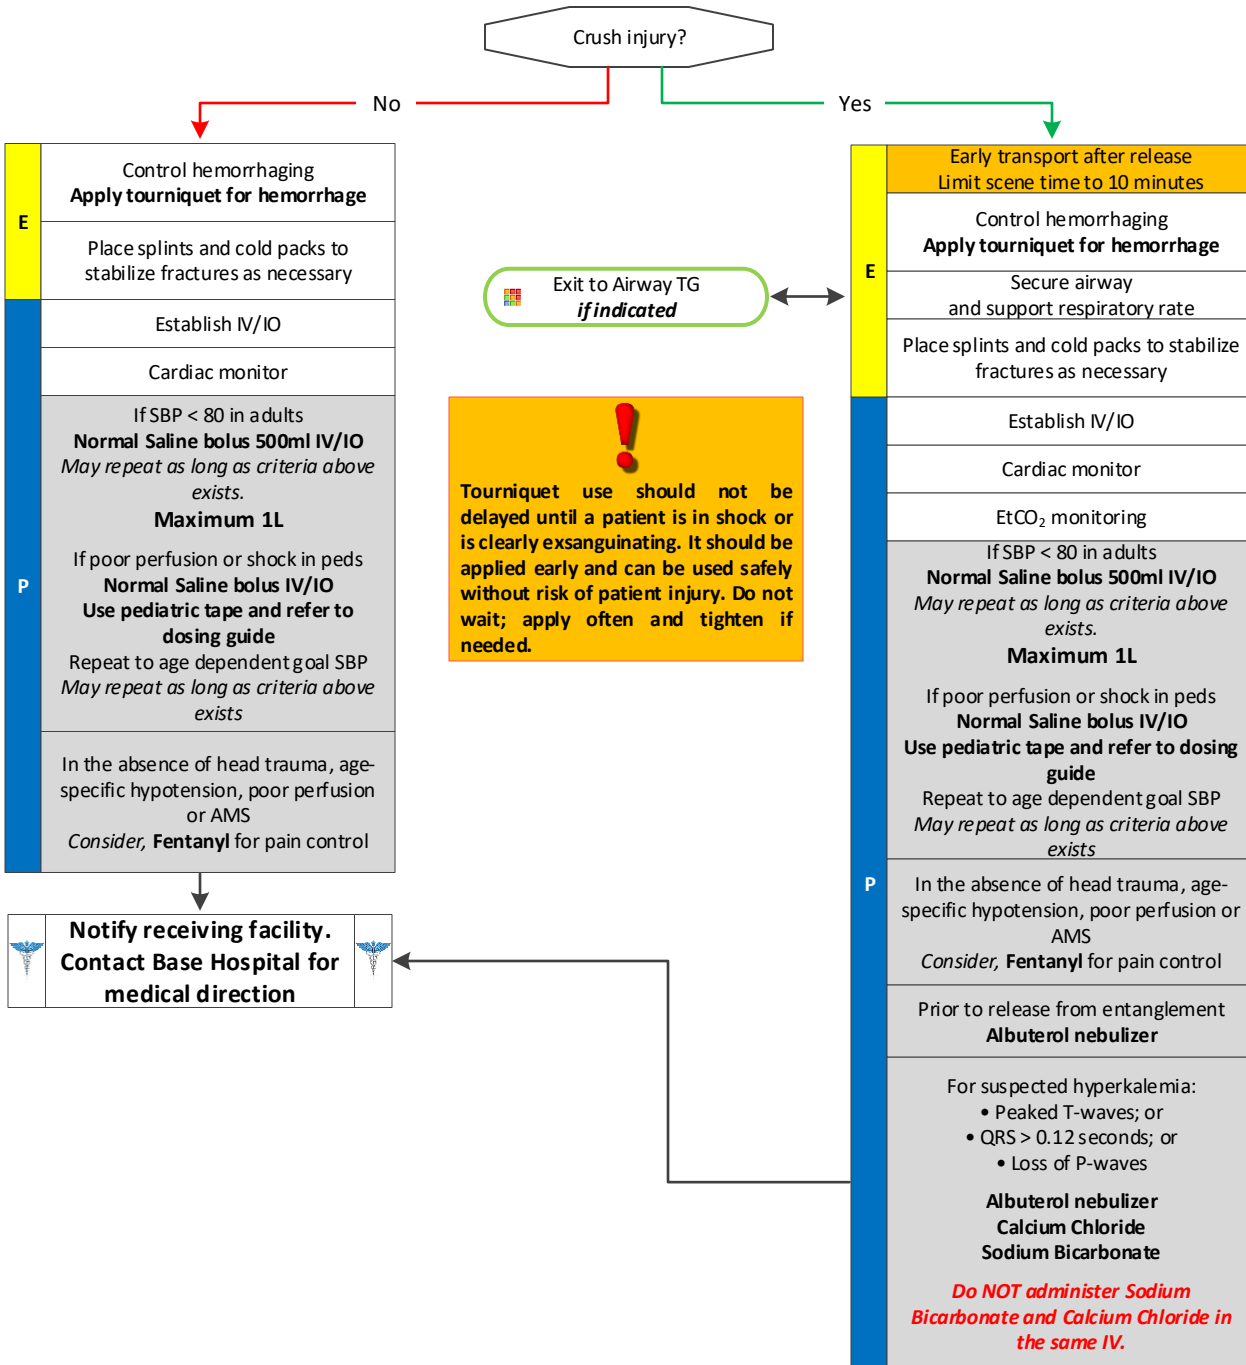 Crush injury?
No
Yes
E
Control hemorrhaging
Apply tourniquet for hemorrhage
Place splints and cold packs to
stabilize fractures as necessary
P
Establish IV/IO
Cardiac monitor
If SBP < 80 in adults
Normal Saline bolus 500ml IV/IO
May repeat as long as criteria above
exists.
Maximum 1L
If poor perfusion or shock in peds
Normal Saline bolus IV/IO
Use pediatric tape and refer to
dosing guide
Repeat to age dependent goal SBP
May repeat as long as criteria above
exists
In the absence of head trauma, age-
specific hypotension, poor perfusion
or AMS
Consider, Fentanyl for pain control
Notify receiving facility.
Contact Base Hospital for
medical direction
Exit to Airway TG
if indicated
Tourniquet use should not be
delayed until a patient is in shock or
is clearly exsanguinating. It should be
applied early and can be used safely
without risk of patient injury. Do not
wait; apply often and tighten if
needed.
E
Early transport after release
Limit scene time to 10 minutes
Control hemorrhaging
Apply tourniquet for hemorrhage
Secure airway
and support respiratory rate
Place splints and cold packs to stabilize
fractures as necessary
P
Establish IV/IO
Cardiac monitor
EtCO₂ monitoring
If SBP < 80 in adults
Normal Saline bolus 500ml IV/IO
May repeat as long as criteria above
exists.
Maximum 1L
If poor perfusion or shock in peds
Normal Saline bolus IV/IO
Use pediatric tape and refer to dosing
guide
Repeat to age dependent goal SBP
May repeat as long as criteria above
exists
In the absence of head trauma, age-
specific hypotension, poor perfusion or
AMS
Consider, Fentanyl for pain control
Prior to release from entanglement
Albuterol nebulizer
For suspected hyperkalemia:
• Peaked T-waves; or
• QRS > 0.12 seconds; or
• Loss of P-waves
Albuterol nebulizer
Calcium Chloride
Sodium Bicarbonate
Do NOT administer Sodium
Bicarbonate and Calcium Chloride in
the same IV.